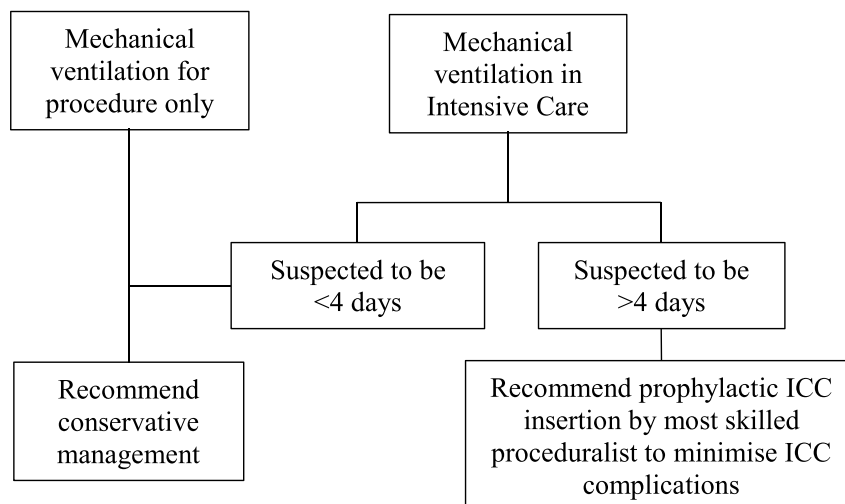 Mechanical
ventilation for
procedure only
Mechanical
ventilation in
Intensive Care
Suspected to be
<4 days
Suspected to be
>4 days
Recommend
conservative
management
Recommend prophylactic ICC
insertion by most skilled
proceduralist to minimise ICC
complications